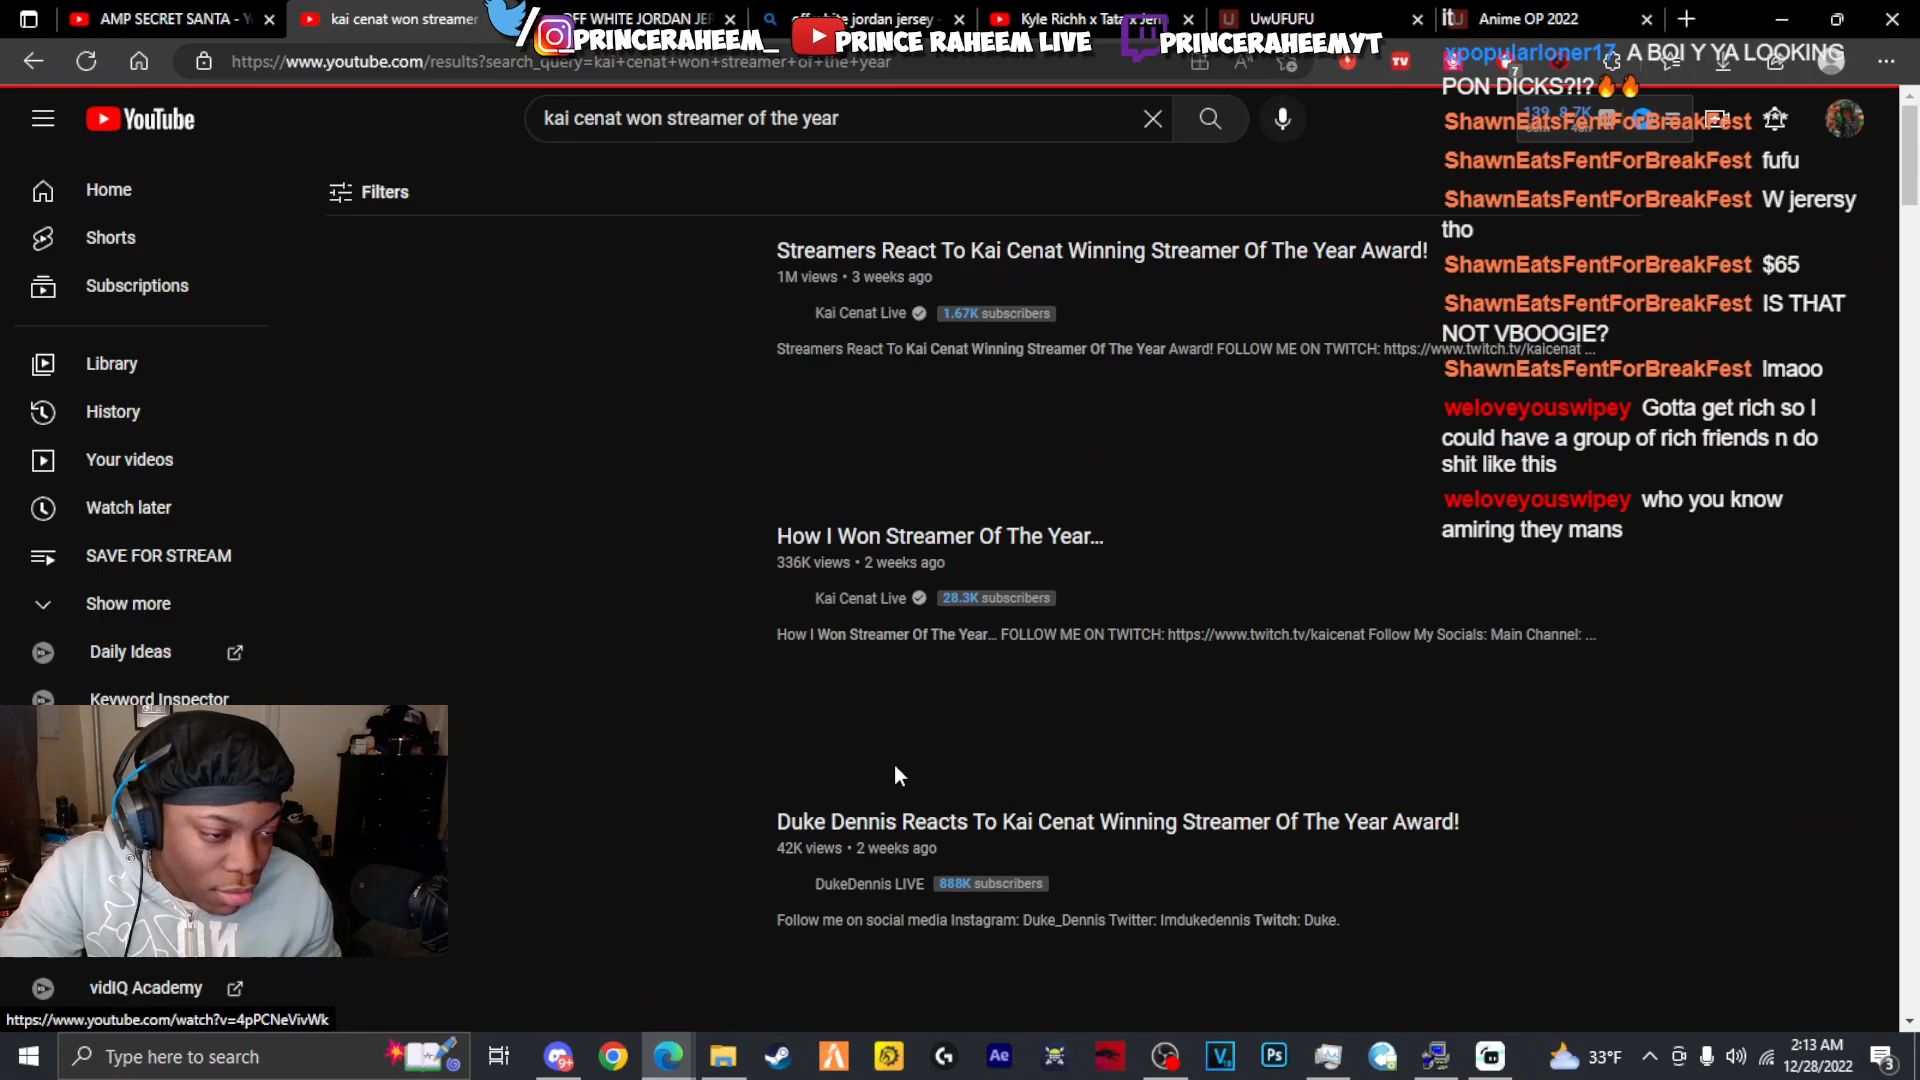 AMP SECRET SANTA - Y
kai cenat won streamer
OFF WHITE JORDAN JER
off white jordan jersey -
Kyle Richh x Tata x Jenn
UwUFUFU
Anime OP 2022
@PRINCERAHEEM_
PRINCE RAHEEM LIVE
PRINCERAHEEMYT
https://www.youtube.com/results?search_query=kai+cenat+won+streamer+of+the+year
xpopularloner17 A BOI Y YA LOOKING
PON DICKS?!?🔥🔥
ShawnEatsFentForBreakFest
ShawnEatsFentForBreakFest fufu
ShawnEatsFentForBreakFest W jerersy
tho
ShawnEatsFentForBreakFest $65
ShawnEatsFentForBreakFest IS THAT
NOT VBOOGIE?
ShawnEatsFentForBreakFest lmaoo
weloveyouswipey Gotta get rich so I
could have a group of rich friends n do
shit like this
weloveyouswipey who you know
amiring they mans
YouTube
kai cenat won streamer of the year
Home
Shorts
Subscriptions
Library
History
Your videos
Watch later
SAVE FOR STREAM
Show more
Daily Ideas
Keyword Inspector
vidIQ Academy
Filters
Streamers React To Kai Cenat Winning Streamer Of The Year Award!
1M views • 3 weeks ago
Kai Cenat Live 1.67K subscribers
Streamers React To Kai Cenat Winning Streamer Of The Year Award! FOLLOW ME ON TWITCH: https://www.twitch.tv/kaicenat ...
How I Won Streamer Of The Year...
336K views • 2 weeks ago
Kai Cenat Live 28.3K subscribers
How I Won Streamer Of The Year... FOLLOW ME ON TWITCH: https://www.twitch.tv/kaicenat Follow My Socials: Main Channel: ...
Duke Dennis Reacts To Kai Cenat Winning Streamer Of The Year Award!
42K views • 2 weeks ago
DukeDennis LIVE 888K subscribers
Follow me on social media Instagram: Duke_Dennis Twitter: Imdukedennis Twitch: Duke.
https://www.youtube.com/watch?v=4pPCNeVivWk
Type here to search
33°F
2:13 AM
12/28/2022
3